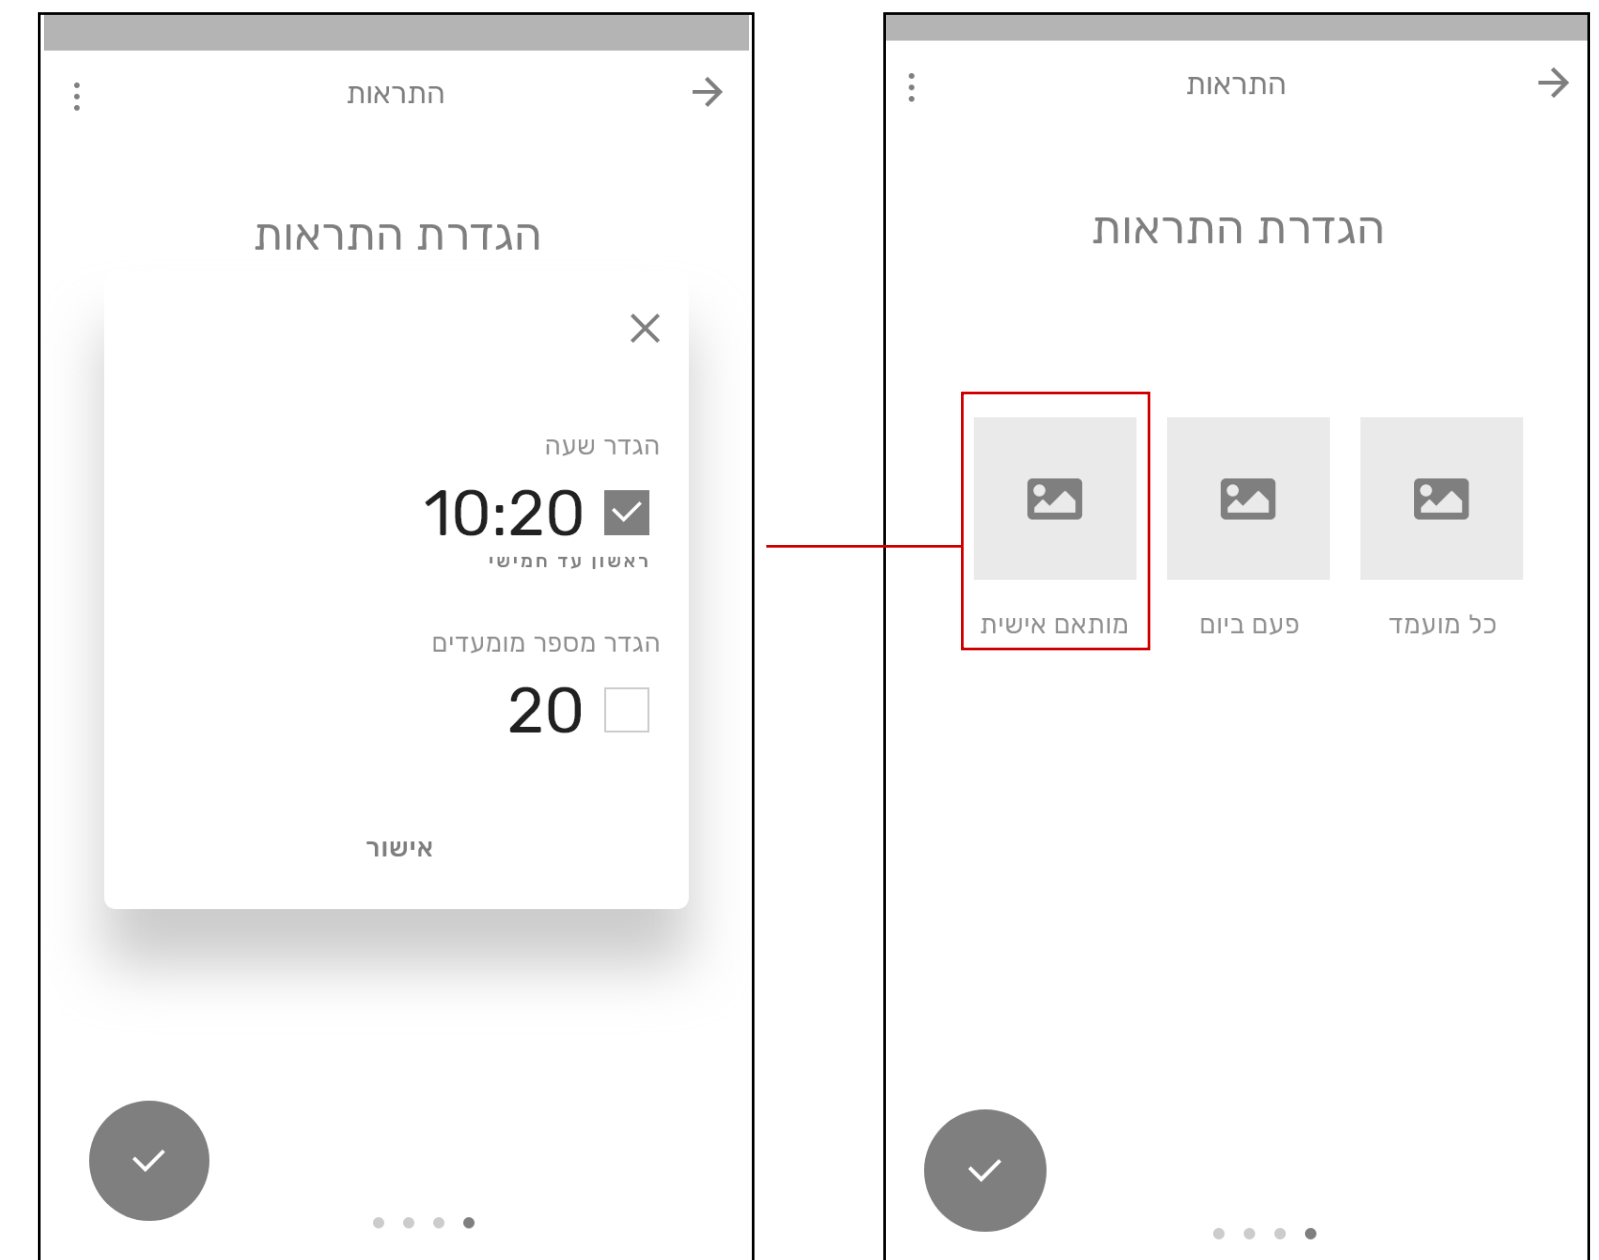 התראות
הגדרת התראות
הגדר שעה
10:20
ראשון עד חמישי
הגדר מספר מומעדים
20
אישור
התראות
הגדרת התראות
כל מועמד
פעם ביום
מותאם אישית